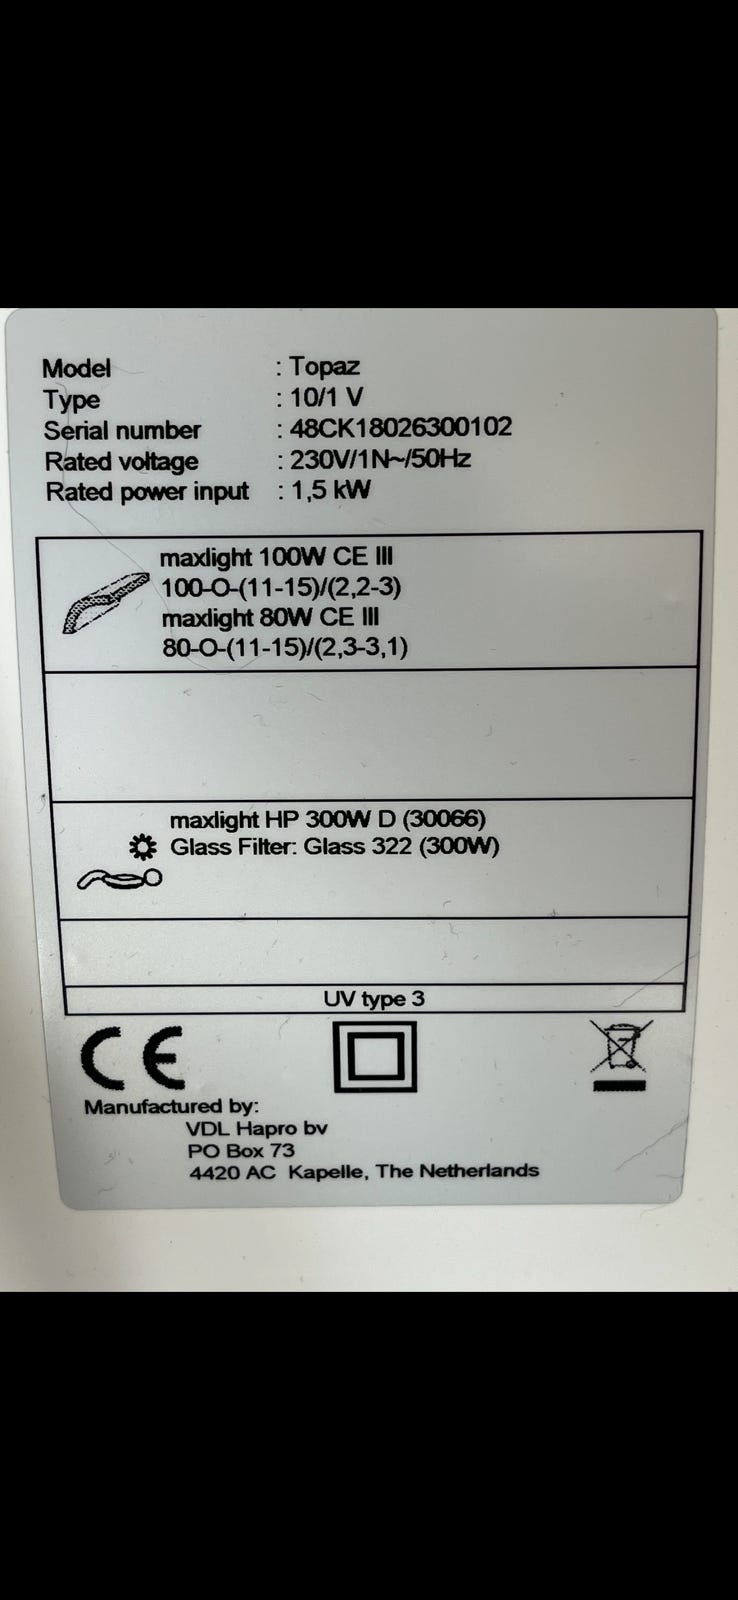 Model : Topaz
Type : 10/1 V
Serial number : 48CK18026300102
Rated voltage : 230V/1N~/50Hz
Rated power input : 1,5 kW
maxlight 100W CE III
100-O-(11-15)/(2,2-3)
maxlight 80W CE III
80-O-(11-15)/(2,3-3,1)
maxlight HP 300W D (30066)
Glass Filter: Glass 322 (300W)
UV type 3
CE
Manufactured by:
VDL Hapro bv
PO Box 73
4420 AC Kapelle, The Netherlands